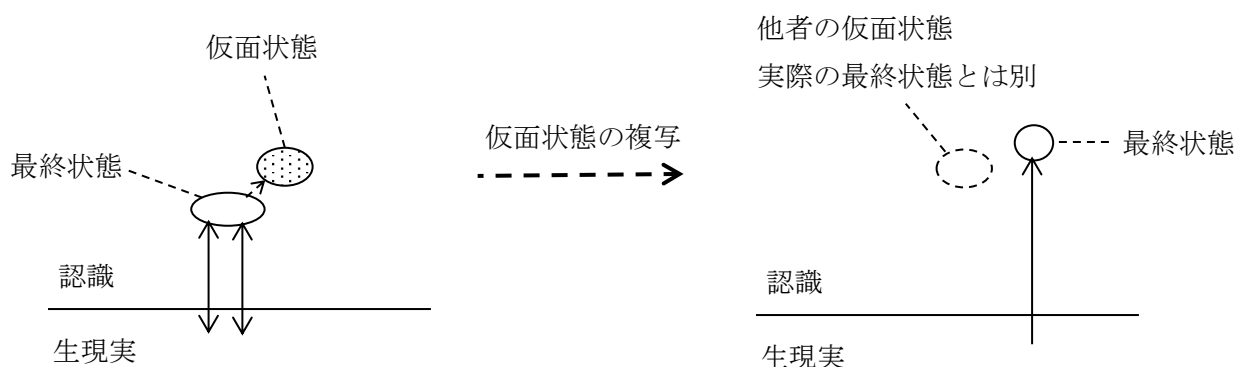 仮面状態
最終状態
認識
生現実
仮面状態の複写
他者の仮面状態
実際の最終状態とは別
最終状態
認識
生現実